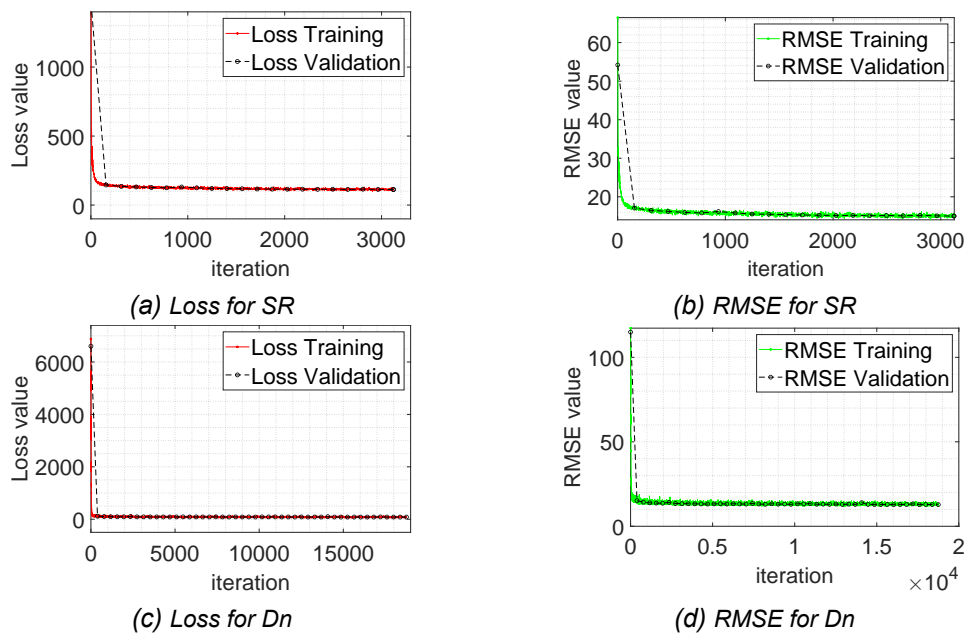 Loss value
1000
500
0
Loss Training
Loss Validation
0 1000 2000 3000
iteration
(a) Loss for SR
RMSE value
60
50
40
30
20
RMSE Training
RMSE Validation
0 1000 2000 3000
iteration
(b) RMSE for SR
Loss value
6000
4000
2000
0
Loss Training
Loss Validation
0 5000 10000 15000
iteration
(c) Loss for Dn
RMSE value
100
50
0
RMSE Training
RMSE Validation
0 0.5 1 1.5 2
iteration ×10⁴
(d) RMSE for Dn